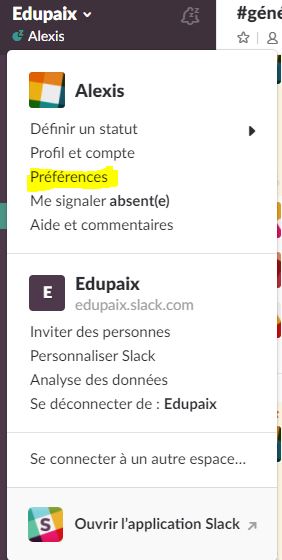 Edupaix
Alexis
#géné
Alexis
Définir un statut
Profil et compte
Préférences
Me signaler absent(e)
Aide et commentaires
E
Edupaix
edupaix.slack.com
Inviter des personnes
Personnaliser Slack
Analyse des données
Se déconnecter de : Edupaix
Se connecter à un autre espace...
S
Ouvrir l'application Slack